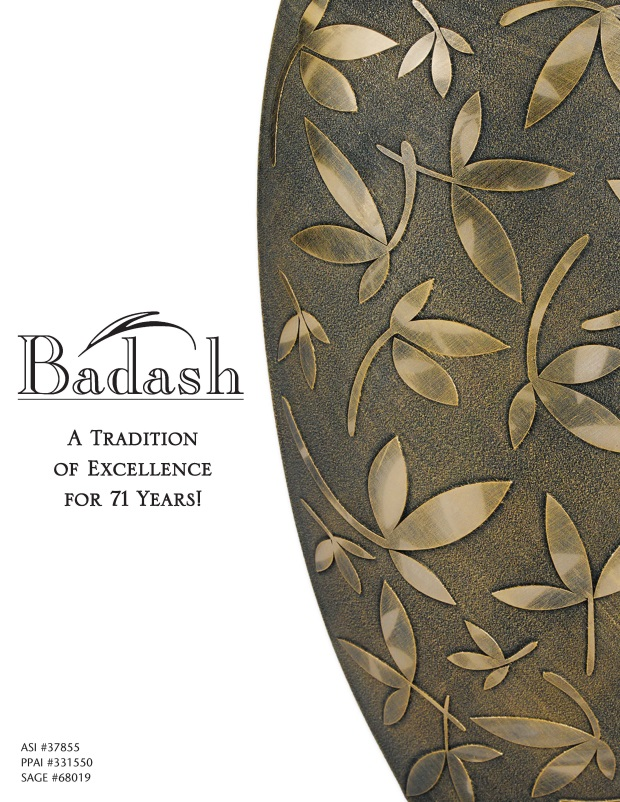 Badash
A Tradition
of Excellence
for 71 Years!
ASI #37855
PPAI #331550
SAGE #68019